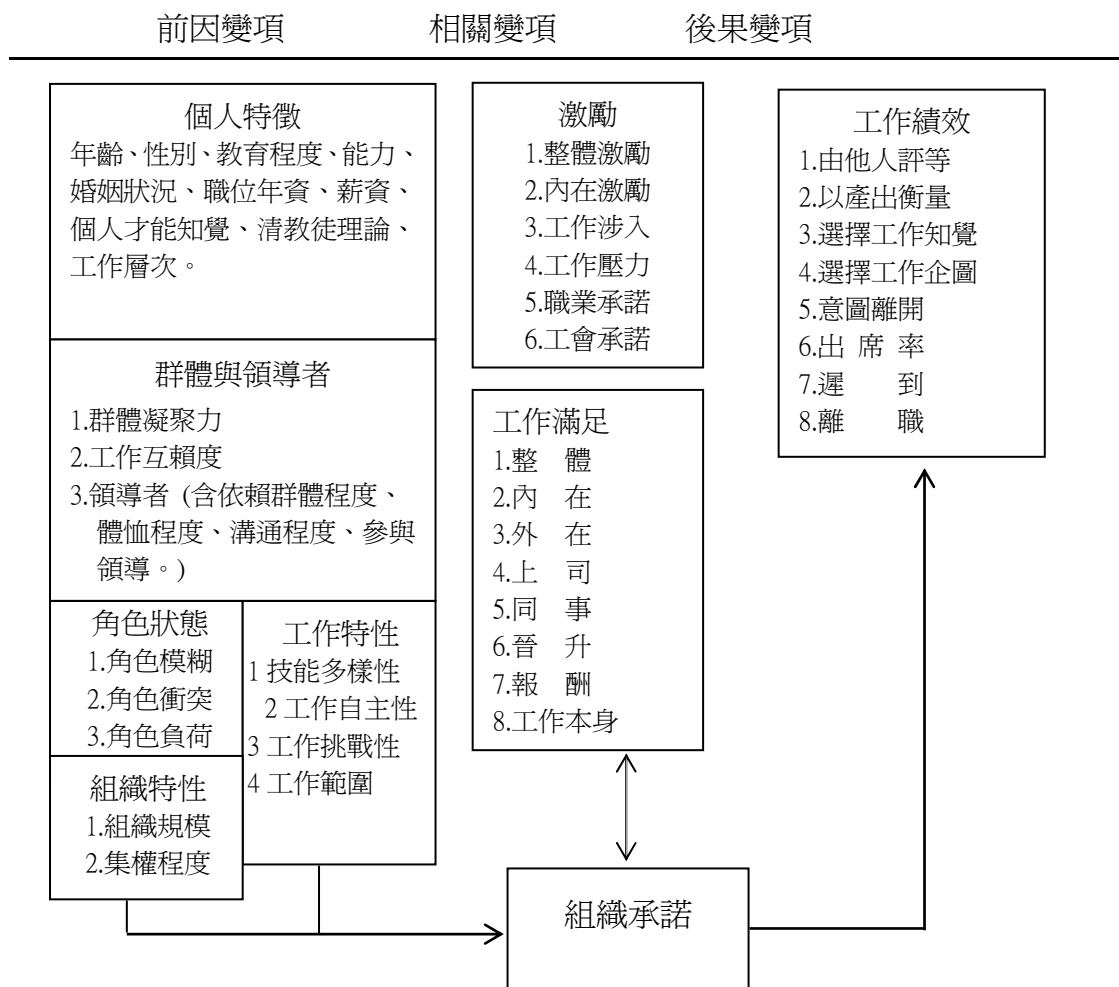 前因變項 相關變項 後果變項
個人特徵
年齡、性別、教育程度、能力、
婚姻狀況、職位年資、薪資、
個人才能知覺、清教徒理論、
工作層次。
群體與領導者
1.群體凝聚力
2.工作互賴度
3.領導者 (含依賴群體程度、
體恤程度、溝通程度、參與
領導。)
角色狀態
1.角色模糊
2.角色衝突
3.角色負荷
工作特性
1 技能多樣性
2 工作自主性
3 工作挑戰性
4 工作範圍
組織特性
1.組織規模
2.集權程度
激勵
1.整體激勵
2.內在激勵
3.工作涉入
4.工作壓力
5.職業承諾
6.工會承諾
工作滿足
1.整 體
2.內 在
3.外 在
4.上 司
5.同 事
6.晉 升
7.報 酬
8.工作本身
組織承諾
工作績效
1.由他人評等
2.以產出衡量
3.選擇工作知覺
4.選擇工作企圖
5.意圖離開
6.出 席 率
7.遲 到
8.離 職